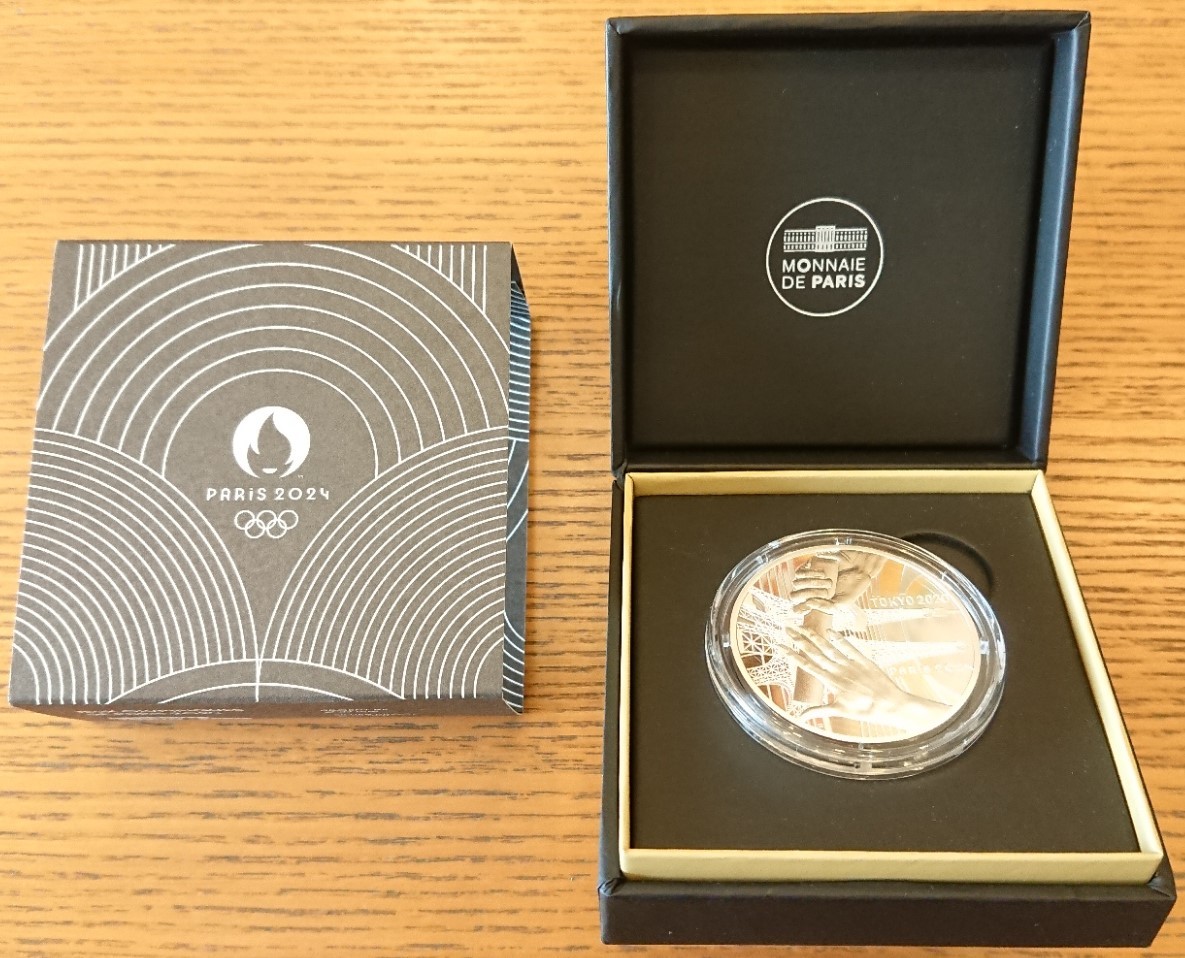 PARiS 2024
MONNAIE
DE PARIS
TOKYO 2020